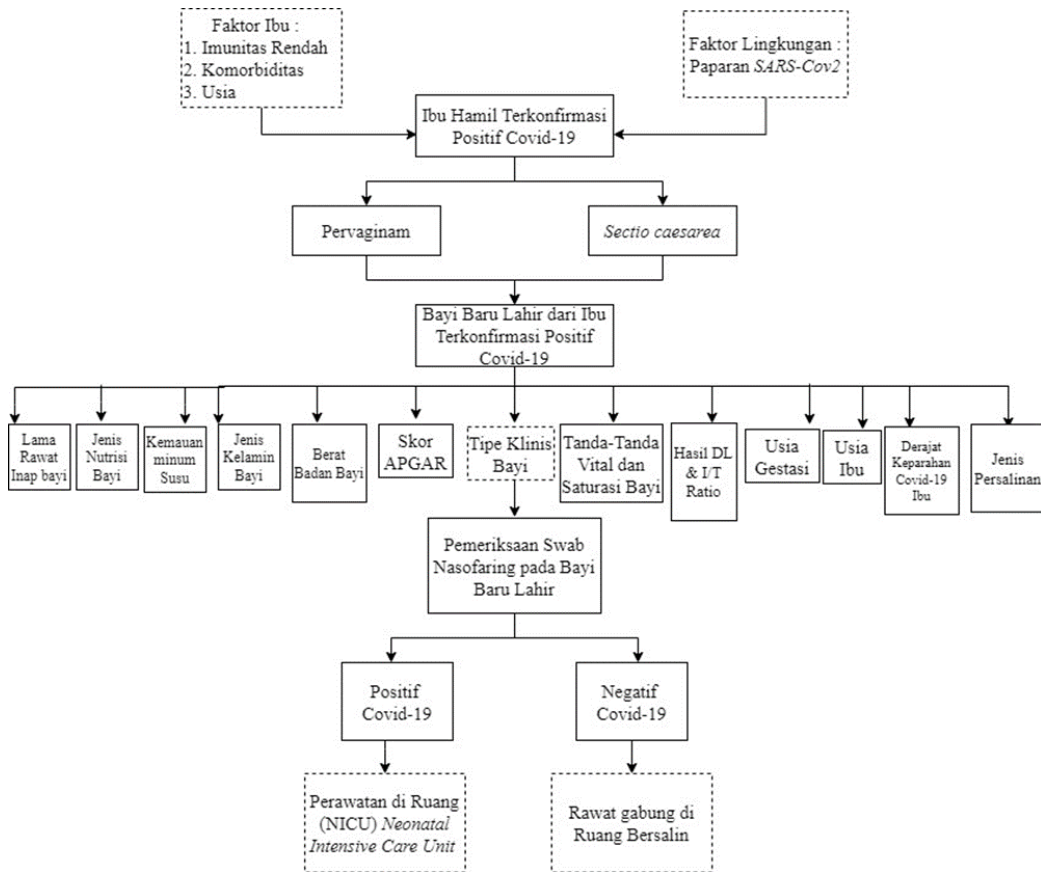 Faktor Ibu :
1. Imunitas Rendah
2. Komorbiditas
3. Usia
Faktor Lingkungan :
Paparan SARS-Cov2
Ibu Hamil Terkonfirmasi
Positif Covid-19
Pervaginam
Sectio caesarea
Bayi Baru Lahir dari Ibu
Terkonfirmasi Positif
Covid-19
Lama
Rawat
Inap bayi
Jenis
Nutrisi
Bayi
Kemauan
minum
Susu
Jenis
Kelamin
Bayi
Berat
Badan Bayi
Skor
APGAR
Tipe Klinis
Bayi
Tanda-Tanda
Vital dan
Saturasi Bayi
Hasil DL
& I/T
Ratio
Usia
Gestasi
Usia
Ibu
Derajat
Keparahan
Covid-19
Ibu
Jenis
Persalinan
Pemeriksaan Swab
Nasofaring pada Bayi
Baru Lahir
Positif
Covid-19
Negatif
Covid-19
Perawatan di Ruang
(NICU) Neonatal
Intensive Care Unit
Rawat gabung di
Ruang Bersalin